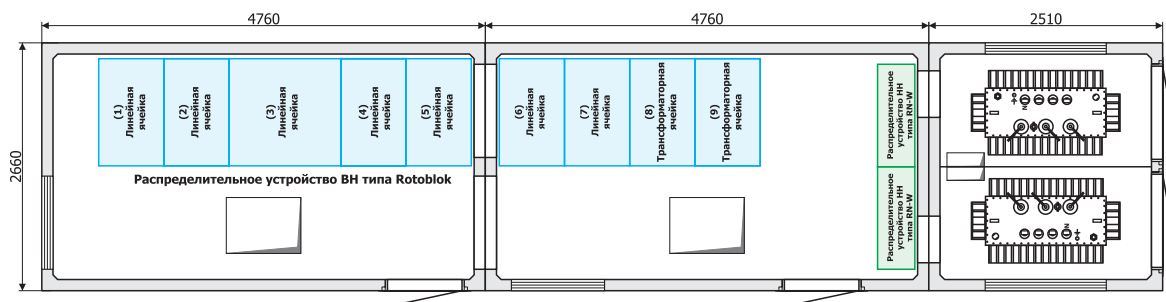 4760
4760
2510
2660
(1)
Линейная
ячейка
(2)
Линейная
ячейка
(3)
Линейная
ячейка
(4)
Линейная
ячейка
(5)
Линейная
ячейка
(6)
Линейная
ячейка
(7)
Линейная
ячейка
(8)
Трансформаторная
ячейка
(9)
Трансформаторная
ячейка
Распределительное
устройство НН
типа RN-W
Распределительное
устройство НН
типа RN-W
Распределительное устройство ВН типа Rotoblok
N
N